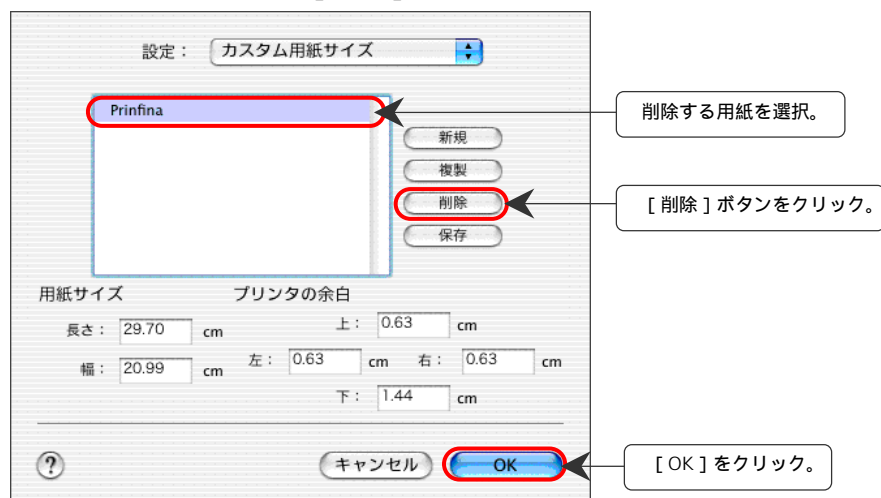 設定： カスタム用紙サイズ
Prinfina
削除する用紙を選択。
新規
複製
削除
[ 削除 ] ボタンをクリック。
保存
用紙サイズ プリンタの余白
長さ： 29.70 cm
上： 0.63 cm
幅： 20.99 cm
左： 0.63 cm 右： 0.63 cm
下： 1.44 cm
? キャンセル OK
[ OK ] をクリック。